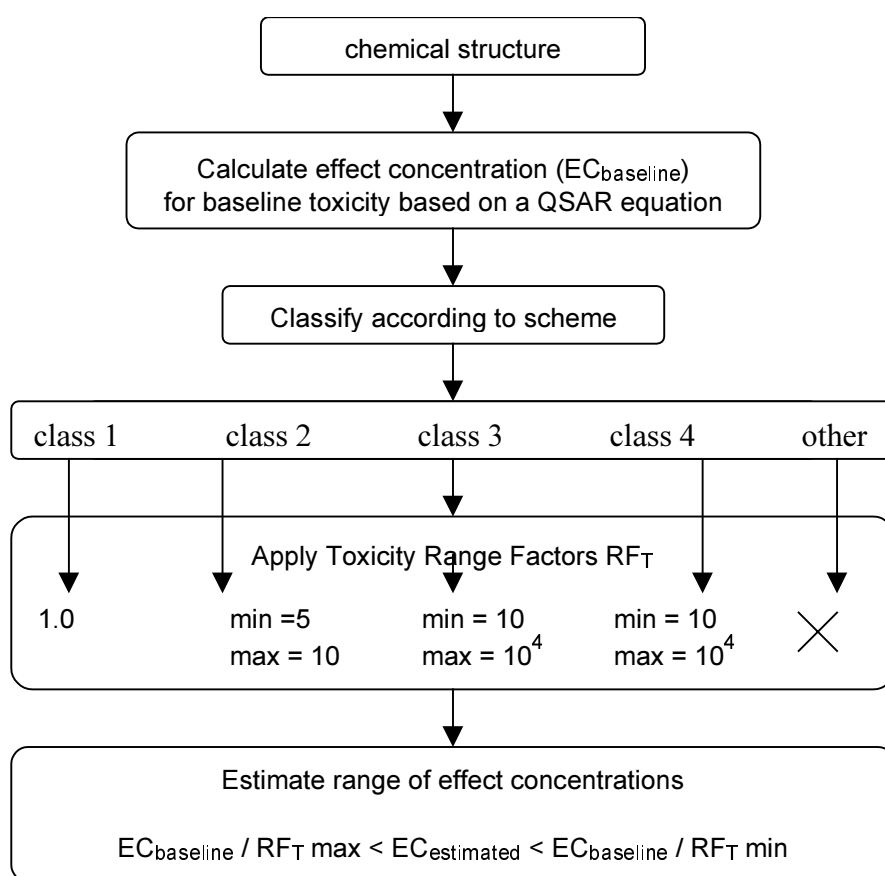 chemical structure
Calculate effect concentration (ECbaseline)
for baseline toxicity based on a QSAR equation
Classify according to scheme
class 1 class 2 class 3 class 4 other
Apply Toxicity Range Factors RFT
1.0 min =5 min = 10 min = 10
max = 10 max = 10^4 max = 10^4
Estimate range of effect concentrations
ECbaseline / RFT max < ECestimated < ECbaseline / RFT min